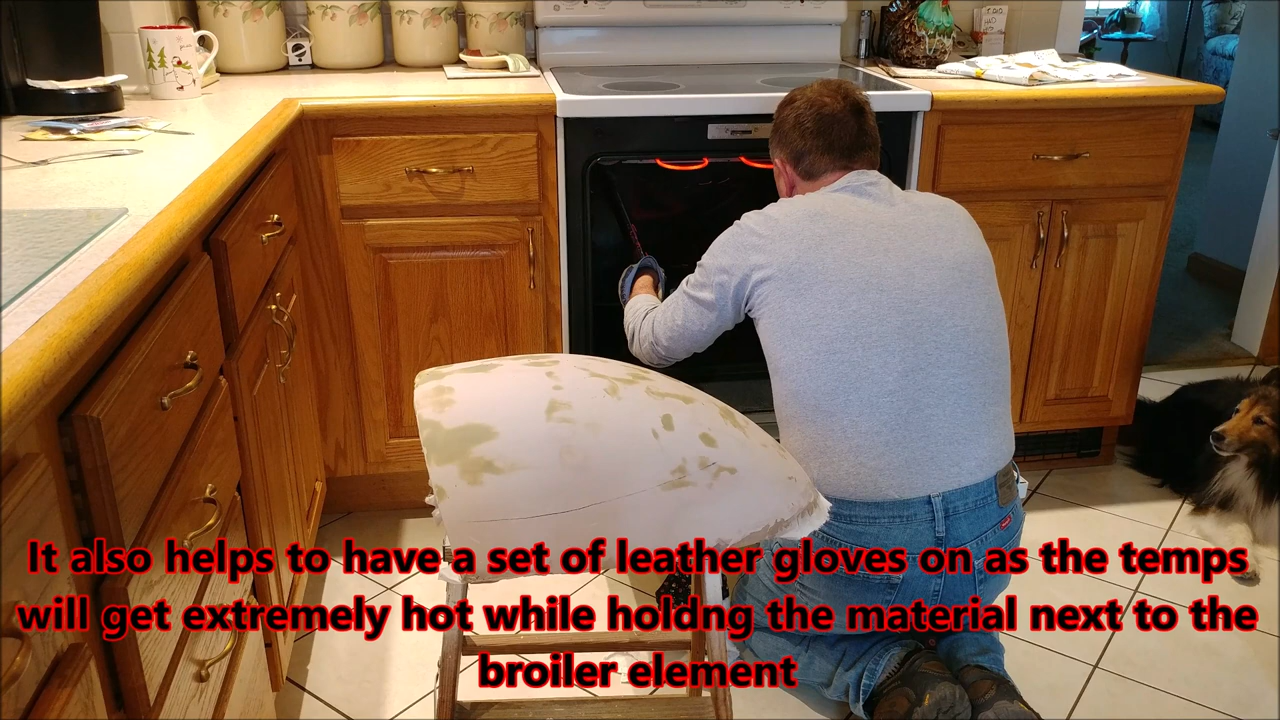 It also helps to have a set of leather gloves on as the temps
will get extremely hot while holdng the material next to the
broiler element